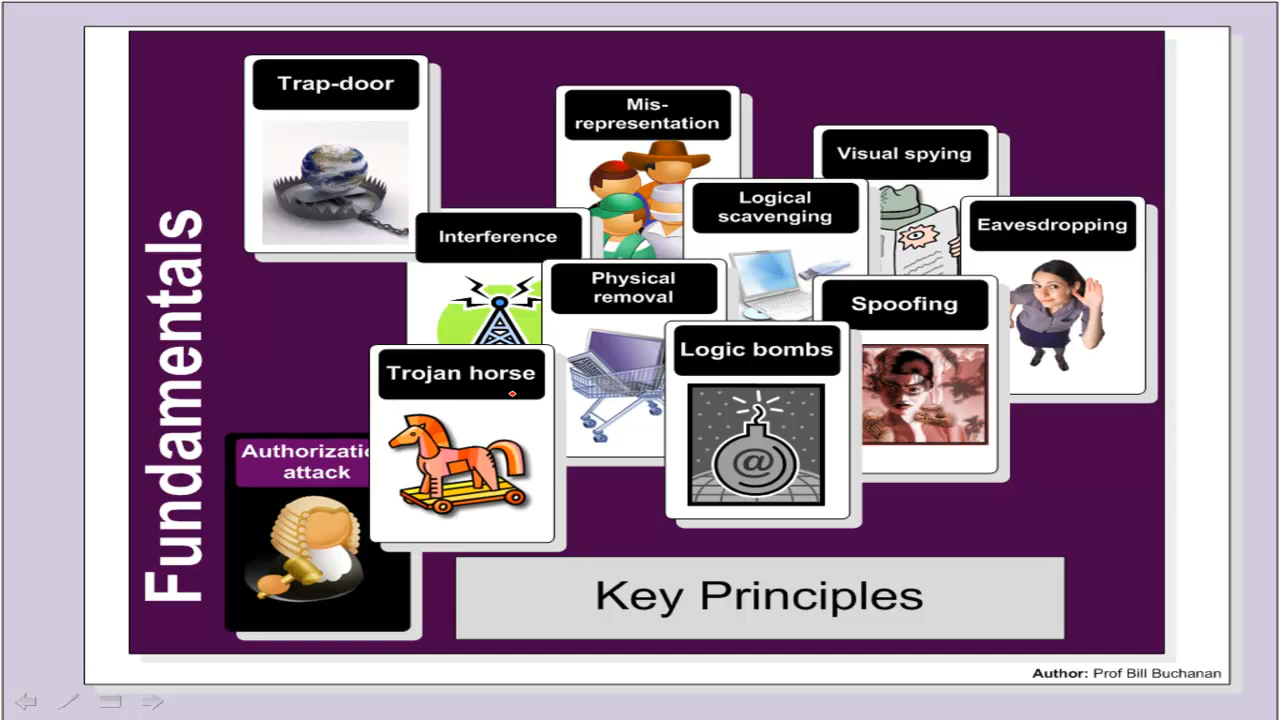 Fundamentals
Trap-door
Mis-
representation
Visual spying
Logical
scavenging
Eavesdropping
Interference
Physical
removal
Spoofing
Logic bombs
Trojan horse
Authorizatio
attack
@
Key Principles
Author: Prof Bill Buchanan